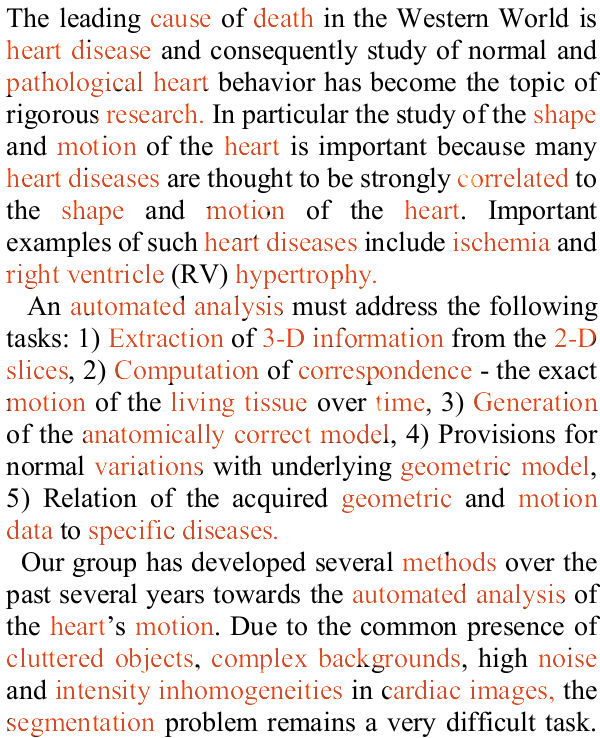 The leading cause of death in the Western World is
heart disease and consequently study of normal and
pathological heart behavior has become the topic of
rigorous research. In particular the study of the shape
and motion of the heart is important because many
heart diseases are thought to be strongly correlated to
the shape and motion of the heart. Important
examples of such heart diseases include ischemia and
right ventricle (RV) hypertrophy.
An automated analysis must address the following
tasks: 1) Extraction of 3-D information from the 2-D
slices, 2) Computation of correspondence - the exact
motion of the living tissue over time, 3) Generation
of the anatomically correct model, 4) Provisions for
normal variations with underlying geometric model,
5) Relation of the acquired geometric and motion
data to specific diseases.
Our group has developed several methods over the
past several years towards the automated analysis of
the heart's motion. Due to the common presence of
cluttered objects, complex backgrounds, high noise
and intensity inhomogeneities in cardiac images, the
segmentation problem remains a very difficult task.